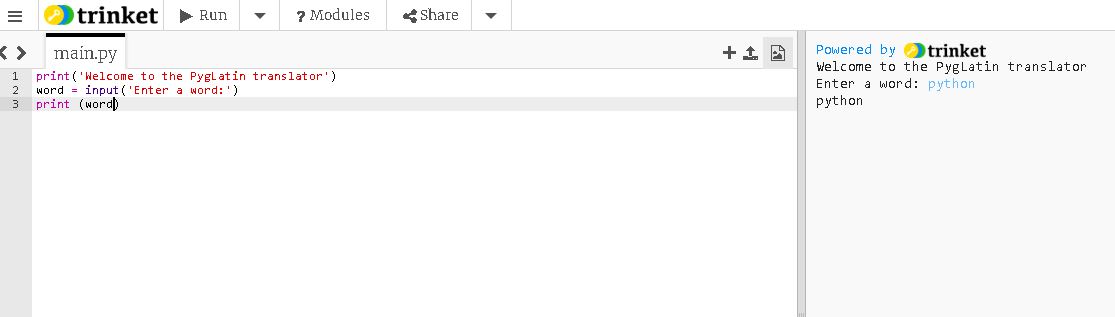 trinket Run ? Modules Share
main.py
1 print('Welcome to the PygLatin translator')
2 word = input('Enter a word:')
3 print (word)
Powered by trinket
Welcome to the PygLatin translator
Enter a word: python
python